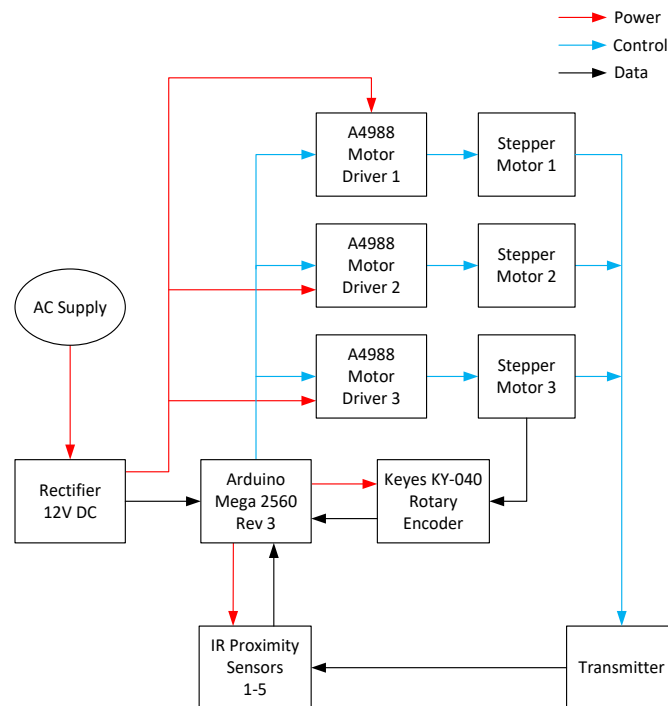 Power
Control
Data
A4988
Motor
Driver 1
Stepper
Motor 1
A4988
Motor
Driver 2
Stepper
Motor 2
AC Supply
A4988
Motor
Driver 3
Stepper
Motor 3
Rectifier
12V DC
Arduino
Mega 2560
Rev 3
Keyes KY-040
Rotary
Encoder
IR Proximity
Sensors
1-5
Transmitter